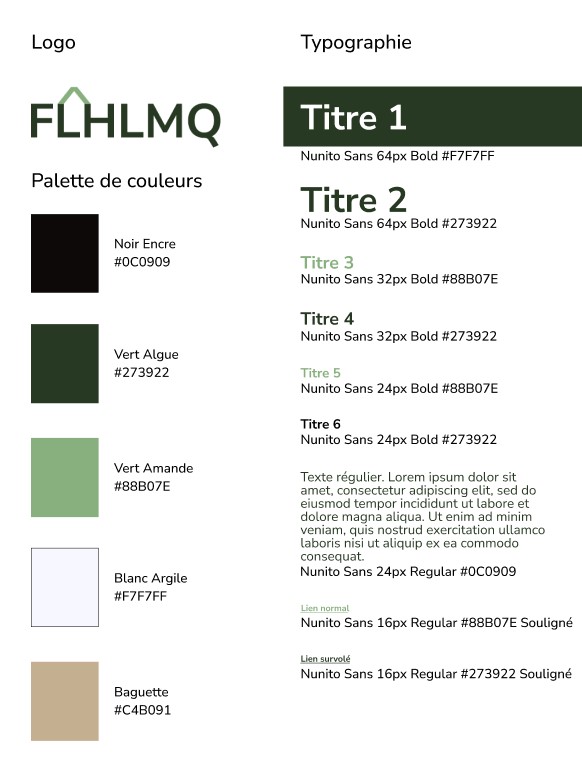 Logo
FLHLMQ
Palette de couleurs
Noir Encre
#0C0909
Vert Algue
#273922
Vert Amande
#88B07E
Blanc Argile
#F7F7FF
Baguette
#C4B091
Typographie
Titre 1
Nunito Sans 64px Bold #F7F7FF
Titre 2
Nunito Sans 64px Bold #273922
Titre 3
Nunito Sans 32px Bold #88B07E
Titre 4
Nunito Sans 32px Bold #273922
Titre 5
Nunito Sans 24px Bold #88B07E
Titre 6
Nunito Sans 24px Bold #273922
Texte régulier. Lorem ipsum dolor sit
amet, consectetur adipiscing elit, sed do
eiusmod tempor incididunt ut labore et
dolore magna aliqua. Ut enim ad minim
veniam, quis nostrud exercitation ullamco
laboris nisi ut aliquip ex ea commodo
consequat.
Nunito Sans 24px Regular #0C0909
Lien normal
Nunito Sans 16px Regular #88B07E Souligné
Lien survolé
Nunito Sans 16px Regular #273922 Souligné